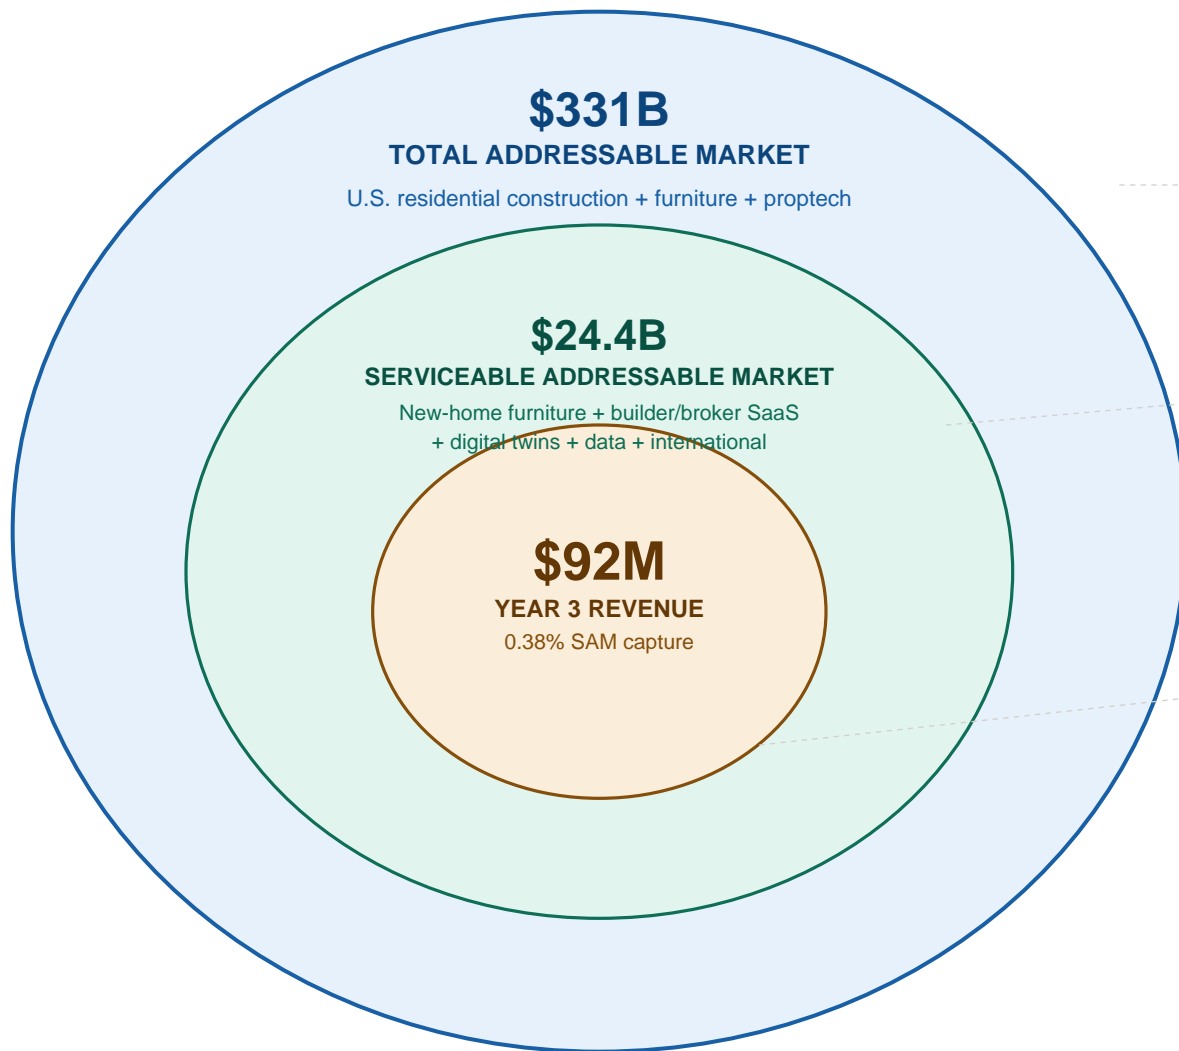 $331B
TOTAL ADDRESSABLE MARKET
U.S. residential construction + furniture + proptech
$24.4B
SERVICEABLE ADDRESSABLE MARKET
New-home furniture + builder/broker SaaS
+ digital twins + data + international
$92M
YEAR 3 REVENUE
0.38% SAM capture